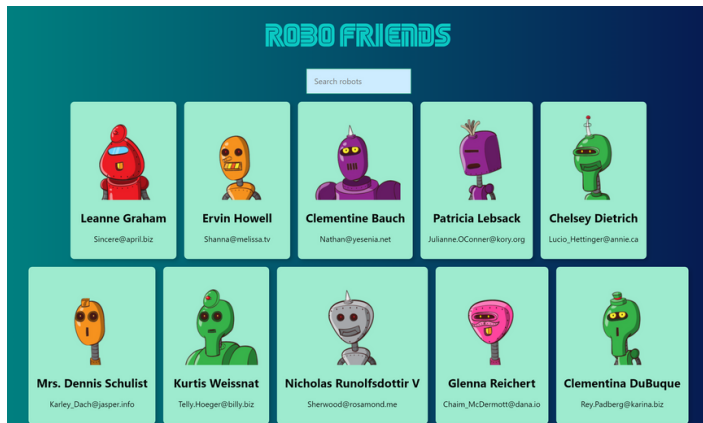 ROBO FRIENDS
Search robots
Leanne Graham
Sincere@april.biz
Ervin Howell
Shanna@melissa.tv
Clementine Bauch
Nathan@yesenia.net
Patricia Lebsack
Julianne.OConner@kory.org
Chelsey Dietrich
Lucio_Hettinger@annie.ca
Mrs. Dennis Schulist
Karley_Dach@jasper.info
Kurtis Weissnat
Telly.Hoeger@billy.biz
Nicholas Runolfsdottir V
Sherwood@rosamond.me
Glenna Reichert
Chaim_McDermott@dana.io
Clementina DuBuque
Rey.Padberg@karina.biz